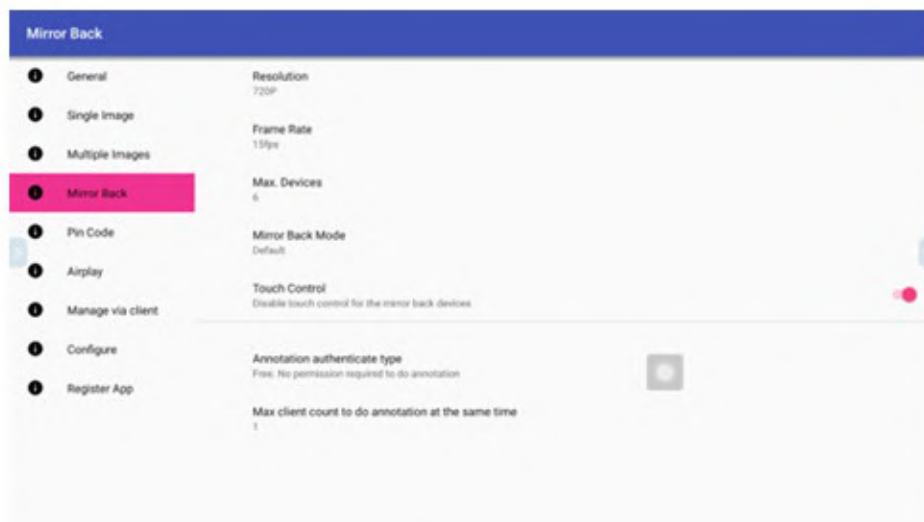 Mirror Back
General
Single Image
Multiple Images
Mirror Back
Pin Code
Airplay
Manage via client
Configure
Register App
Resolution
720P
Frame Rate
15fps
Max. Devices
6
Mirror Back Mode
Default
Touch Control
Disable touch control for the mirror back devices
Annotation authenticate type
Free. No permission required to do annotation
Max client count to do annotation at the same time
1